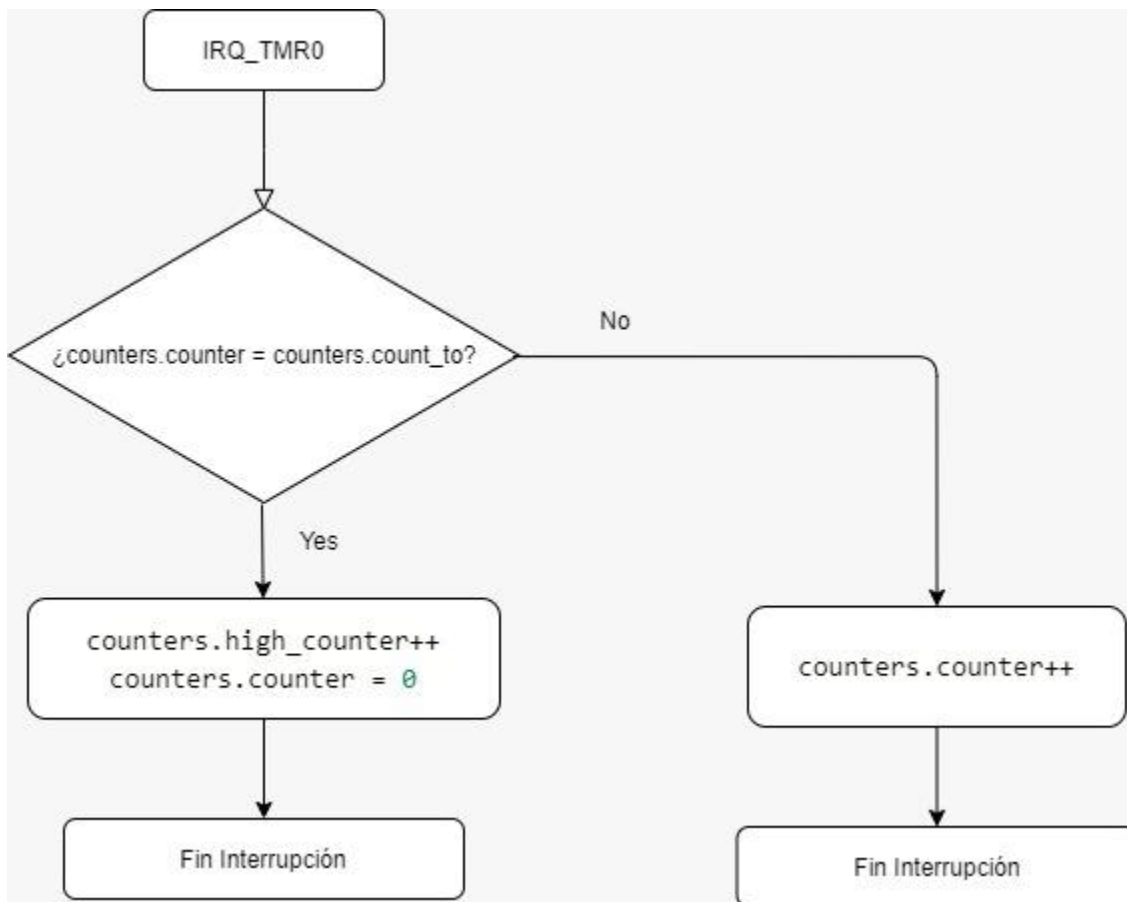 IRQ_TMR0
No
¿counters.counter = counters.count_to?
Yes
counters.high_counter++
counters.counter = 0
counters.counter++
Fin Interrupción
Fin Interrupción